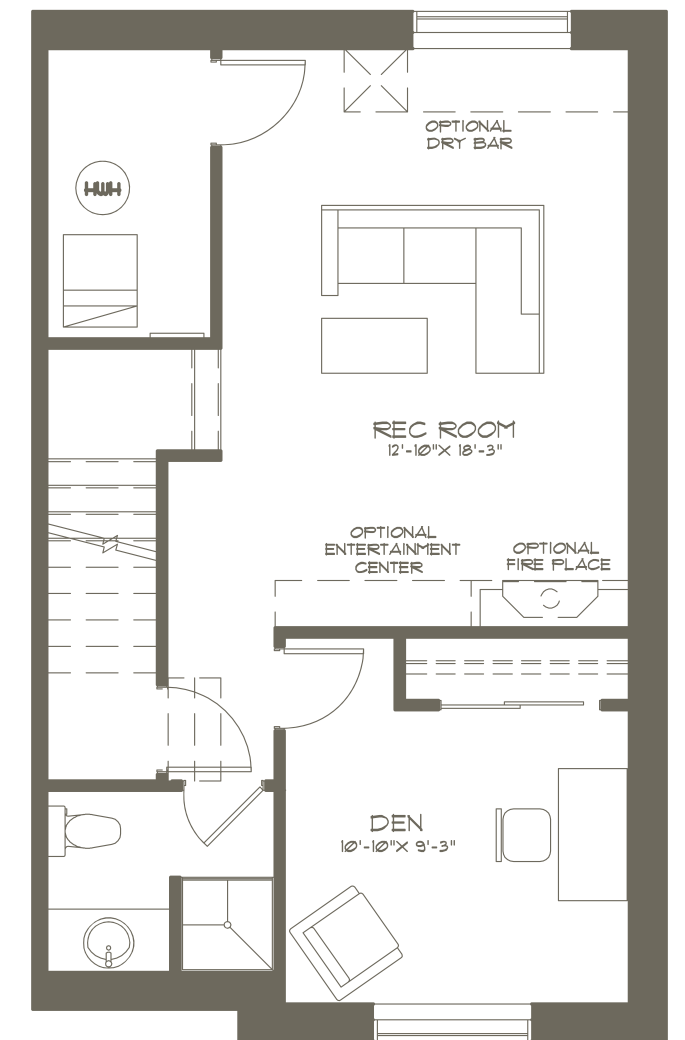 OPTIONAL
DRY BAR
HWH
REC ROOM
12'-10"X 18'-3"
OPTIONAL
ENTERTAINMENT
CENTER
OPTIONAL
FIRE PLACE
DEN
10'-10"X 9'-3"